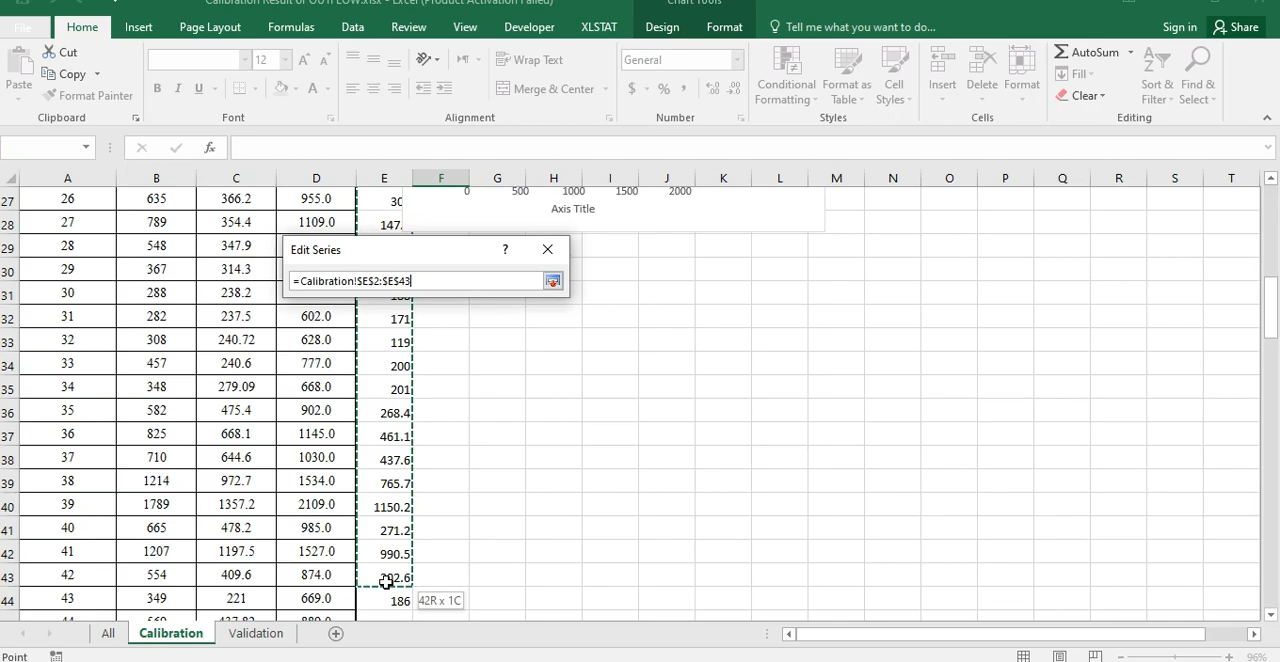 Calibration Result of OUTFLOW.xlsx - Excel (Product Activation Failed)
Chart Tools
File Home Insert Page Layout Formulas Data Review View Developer XLSTAT Design Format Tell me what you want to do... Sign in Share
Cut
Copy
Format Painter
Paste
Clipboard
12
Font
Wrap Text
Merge & Center
Alignment
General
Number
Conditional Formatting
Format as Table
Cell Styles
Styles
Insert Delete Format
Cells
AutoSum
Fill
Clear
Sort & Filter
Find & Select
Editing
A B C D E F G H I J K L M N O P Q R S T
0 500 1000 1500 2000
Axis Title
Edit Series ?
=Calibration!$E$2:$E$43
27 26 635 366.2 955.0 30
28 27 789 354.4 1109.0 147.
29 28 548 347.9
30 29 367 314.3
31 30 288 238.2
32 31 282 237.5 602.0 171
33 32 308 240.72 628.0 119
34 33 457 240.6 777.0 200
35 34 348 279.09 668.0 201
36 35 582 475.4 902.0 268.4
37 36 825 668.1 1145.0 461.1
38 37 710 644.6 1030.0 437.6
39 38 1214 972.7 1534.0 765.7
40 39 1789 1357.2 2109.0 1150.2
41 40 665 478.2 985.0 271.2
42 41 1207 1197.5 1527.0 990.5
43 42 554 409.6 874.0
44 43 349 221 669.0 186
42R x 1C
All Calibration Validation
Point
96%